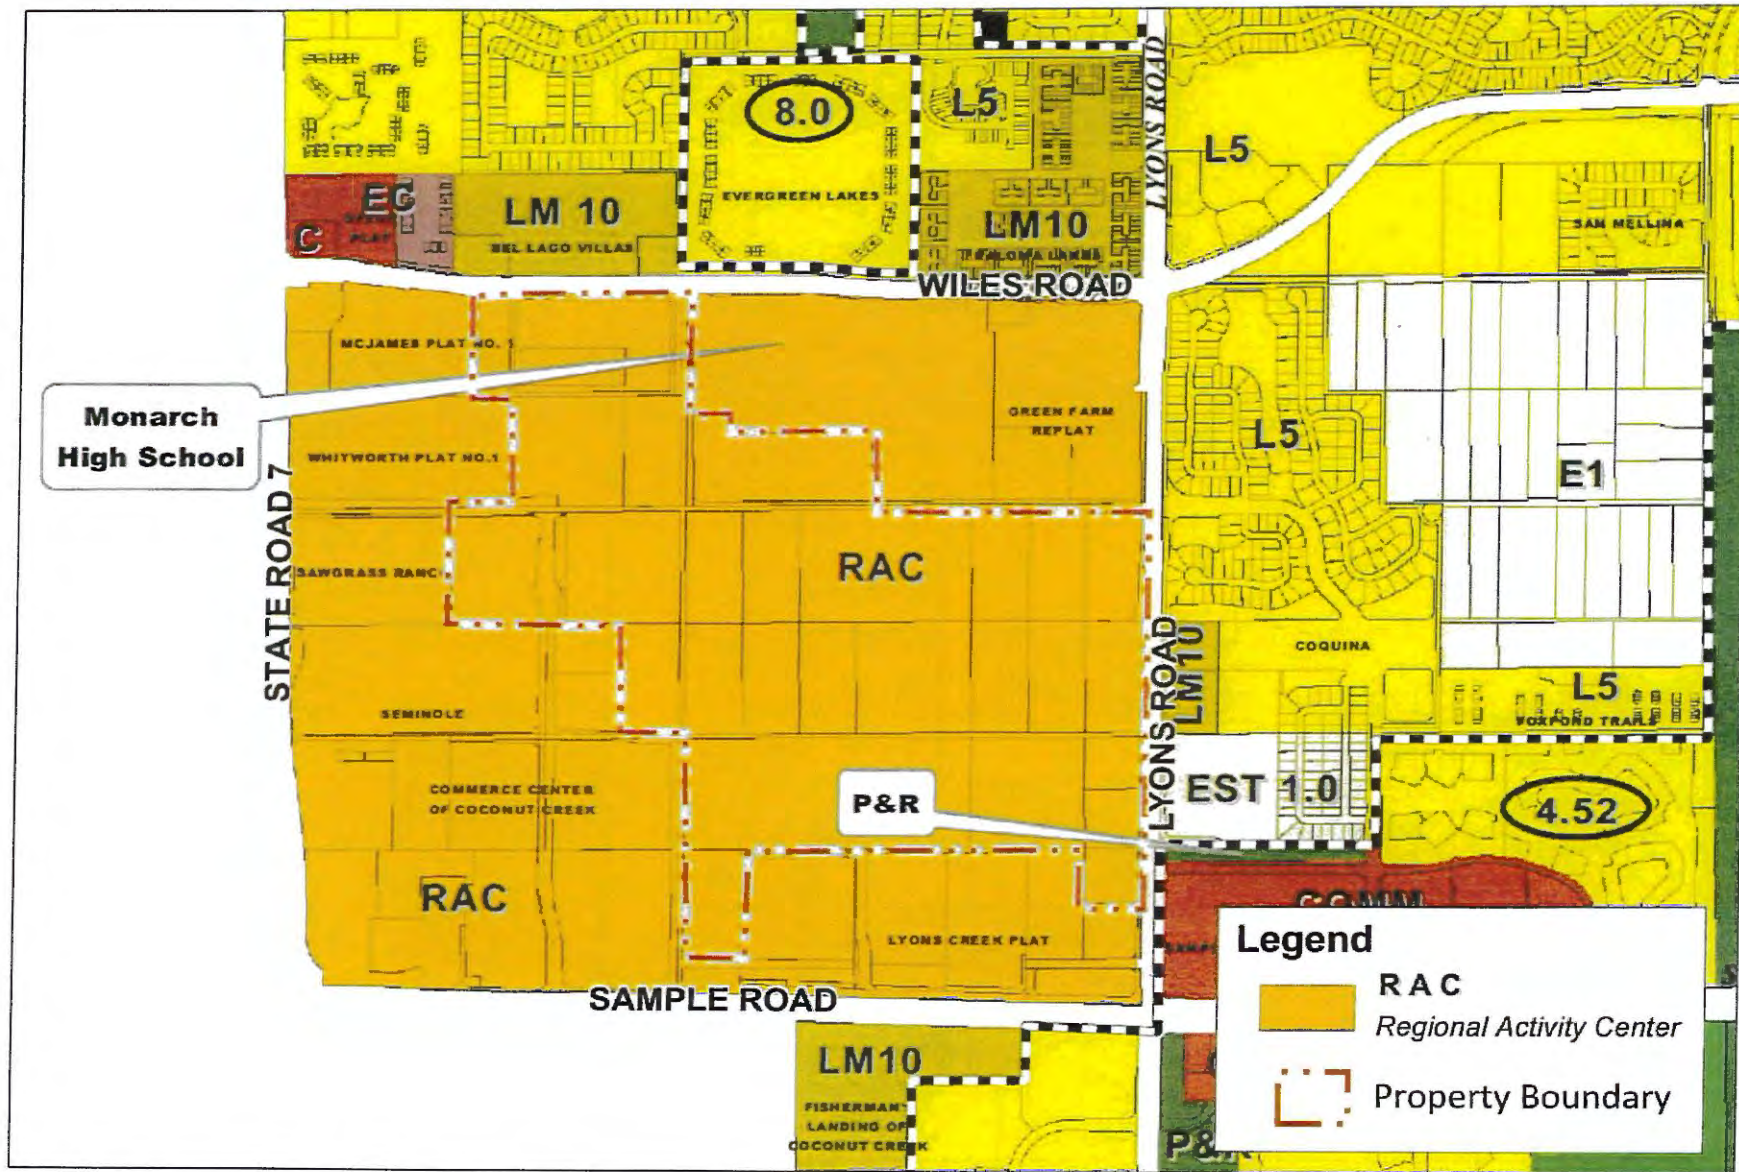 8.0
L5
LYONS ROAD
L5
EVERGREEN LAKES
EC
C
PLAT
LM 10
BEL LAGO VILLAS
LM10
SAN MELLINA
WILES ROAD
MCJAMES PLAT NO. 1
Monarch
High School
GREEN FARM
REPLAT
WHITWORTH PLAT NO.1
L5
E1
STATE ROAD 7
SAWGRASS RANC
RAC
LYONS ROAD
LM10
COQUINA
L5
FOXPOND TRAILS
SEMINOLE
COMMERCE CENTER
OF COCONUT CREEK
P&R
EST 1.0
4.52
RAC
LYONS CREEK PLAT
COMM
SAMPLE ROAD
Legend
RAC
Regional Activity Center
Property Boundary
LM10
FISHERMAN
LANDING OF
COCONUT CREEK
P&R